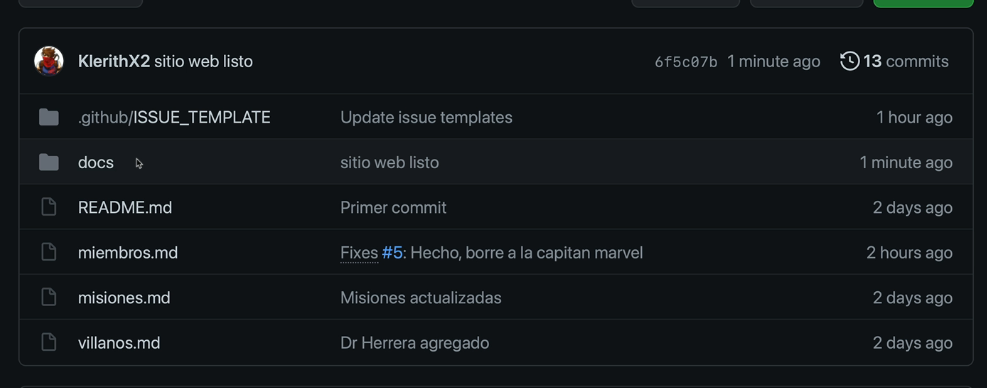 KlerithX2 sitio web listo 6f5c07b 1 minute ago 13 commits
.github/ISSUE_TEMPLATE Update issue templates 1 hour ago
docs sitio web listo 1 minute ago
README.md Primer commit 2 days ago
miembros.md Fixes #5: Hecho, borre a la capitan marvel 2 hours ago
misiones.md Misiones actualizadas 2 days ago
villanos.md Dr Herrera agregado 2 days ago